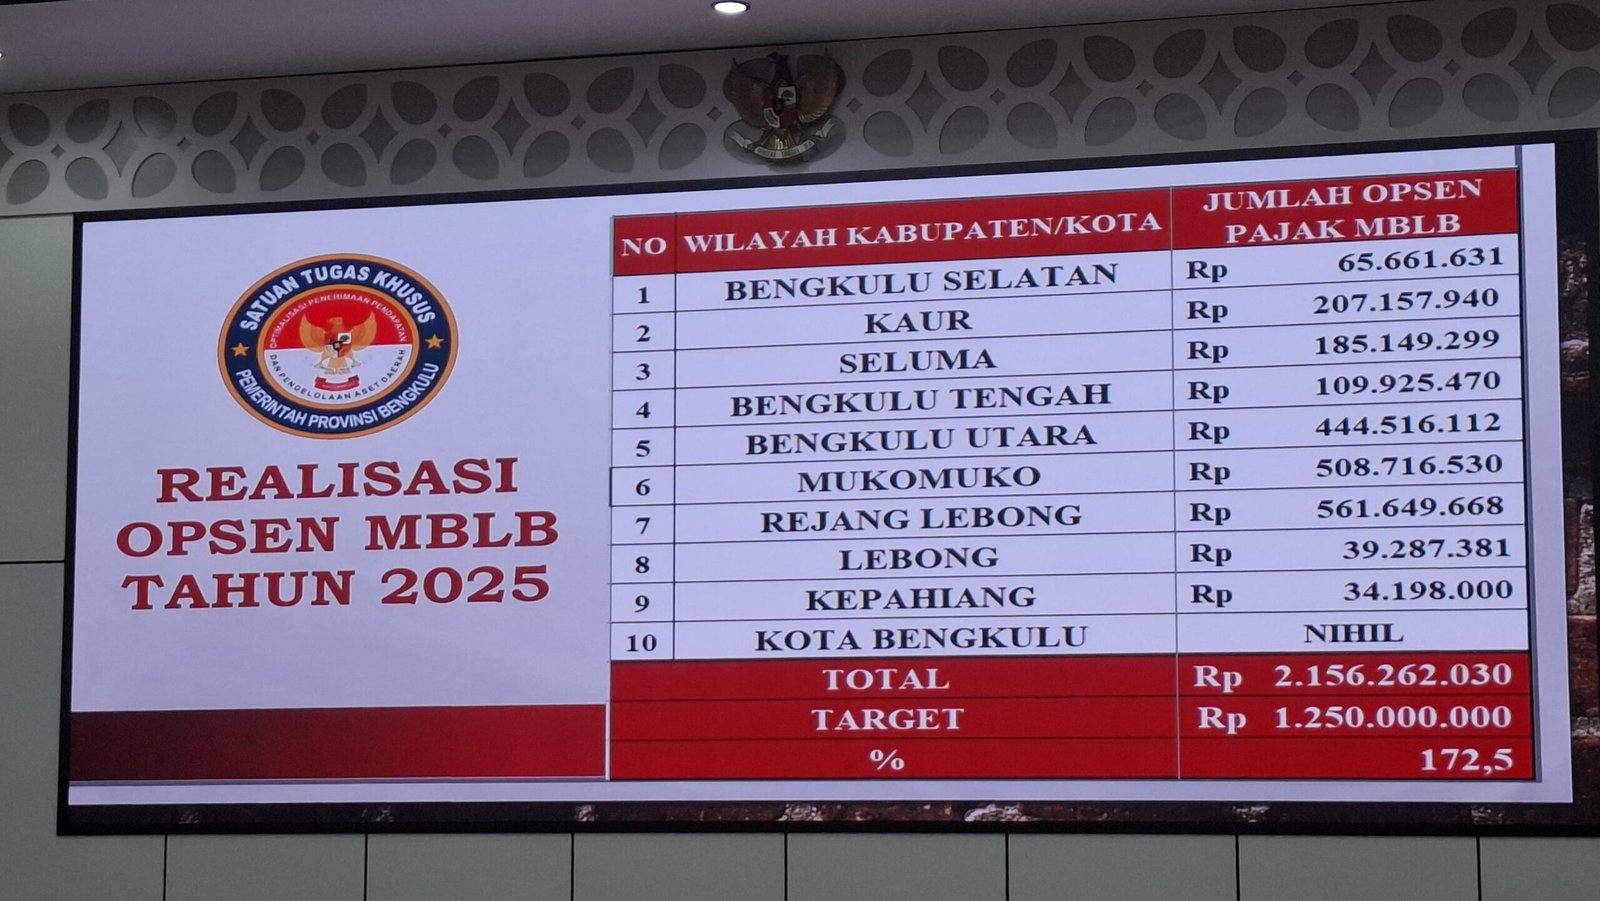 SATUAN TUGAS KHUSUS
OPTIMALISASI PENERIMAAN PENDAPATAN
DAN PENGELOLAAN ASET DAERAH
PEMERINTAH PROVINSI BENGKULU
REALISASI
OPSEN MBLB
TAHUN 2025
NO WILAYAH KABUPATEN/KOTA JUMLAH OPSEN
PAJAK MBLB
1 BENGKULU SELATAN Rp 65.661.631
2 KAUR Rp 207.157.940
3 SELUMA Rp 185.149.299
4 BENGKULU TENGAH Rp 109.925.470
5 BENGKULU UTARA Rp 444.516.112
6 MUKOMUKO Rp 508.716.530
7 REJANG LEBONG Rp 561.649.668
8 LEBONG Rp 39.287.381
9 KEPAHIANG Rp 34.198.000
10 KOTA BENGKULU NIHIL
TOTAL Rp 2.156.262.030
TARGET Rp 1.250.000.000
% 172,5